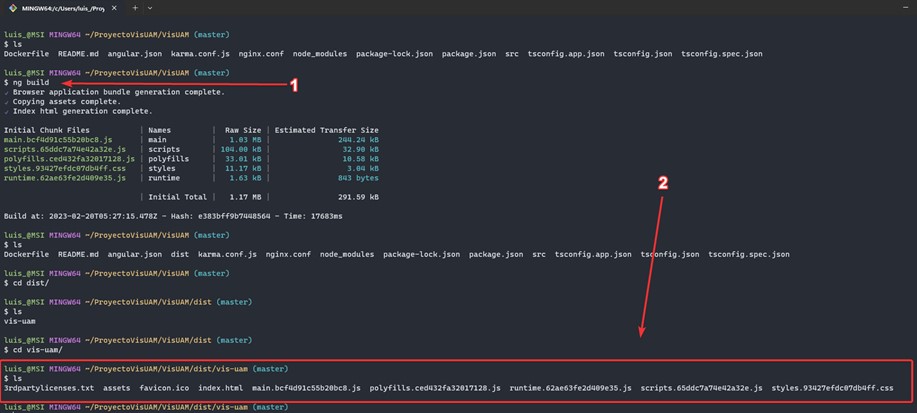 MINGW64:/c/Users/luis_/Proy
luis_@MSI MINGW64 ~/ProyectoVisUAM/VisUAM (master)
$ ls
Dockerfile README.md angular.json karma.conf.js nginx.conf node_modules package-lock.json package.json src tsconfig.app.json tsconfig.json tsconfig.spec.json
luis_@MSI MINGW64 ~/ProyectoVisUAM/VisUAM (master)
$ ng build
1
✓ Browser application bundle generation complete.
✓ Copying assets complete.
✓ Index html generation complete.
Initial Chunk Files | Names | Raw Size | Estimated Transfer Size
main.bcf4d91c55b20bc8.js | main | 1.03 MB | 244.24 kB
scripts.65ddc7a74e42a32e.js | scripts | 104.00 kB | 32.90 kB
polyfills.ced432fa32017128.js | polyfills | 33.01 kB | 10.58 kB
styles.93427efdc07db4ff.css | styles | 11.17 kB | 3.04 kB
runtime.62ae63fe2d409e35.js | runtime | 1.63 kB | 843 bytes
2
| Initial Total | 1.17 MB | 291.59 kB
Build at: 2023-02-20T05:27:15.478Z - Hash: e383bff9b7448564 - Time: 17683ms
luis_@MSI MINGW64 ~/ProyectoVisUAM/VisUAM (master)
$ ls
Dockerfile README.md angular.json dist karma.conf.js nginx.conf node_modules package-lock.json package.json src tsconfig.app.json tsconfig.json tsconfig.spec.json
luis_@MSI MINGW64 ~/ProyectoVisUAM/VisUAM (master)
$ cd dist/
luis_@MSI MINGW64 ~/ProyectoVisUAM/VisUAM/dist (master)
$ ls
vis-uam
luis_@MSI MINGW64 ~/ProyectoVisUAM/VisUAM/dist (master)
$ cd vis-uam/
luis_@MSI MINGW64 ~/ProyectoVisUAM/VisUAM/dist/vis-uam (master)
$ ls
3rdpartylicenses.txt assets favicon.ico index.html main.bcf4d91c55b20bc8.js polyfills.ced432fa32017128.js runtime.62ae63fe2d409e35.js scripts.65ddc7a74e42a32e.js styles.93427efdc07db4ff.css
luis_@MSI MINGW64 ~/ProyectoVisUAM/VisUAM/dist/vis-uam (master)